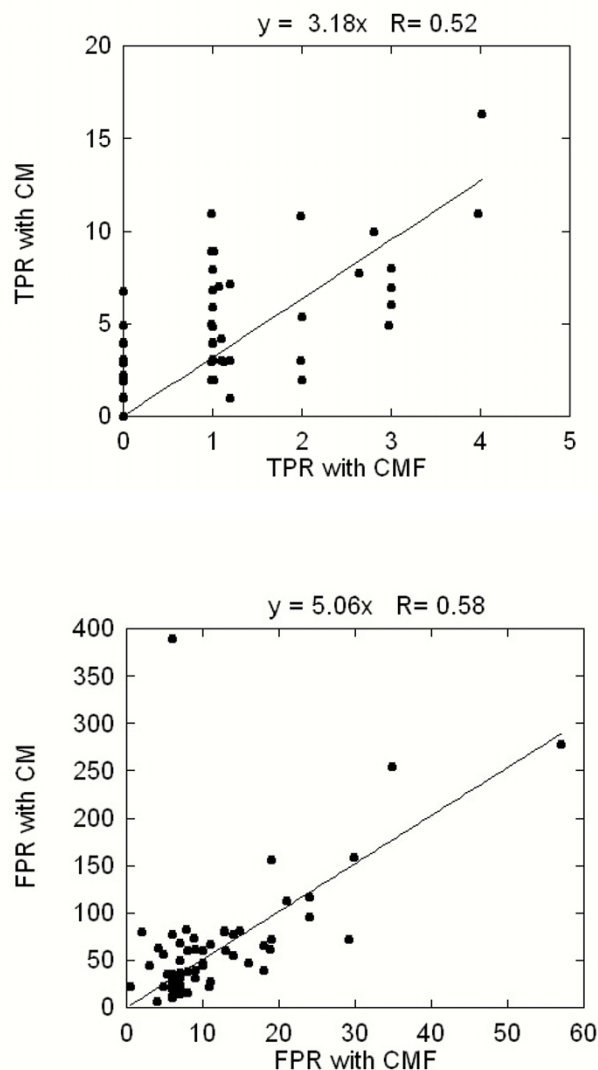 y = 3.18x R= 0.52
20
15
10
5
0
TPR with CM
0 1 2 3 4 5
TPR with CMF
y = 5.06x R= 0.58
400
350
300
250
200
150
100
50
0
FPR with CM
0 10 20 30 40 50 60
FPR with CMF